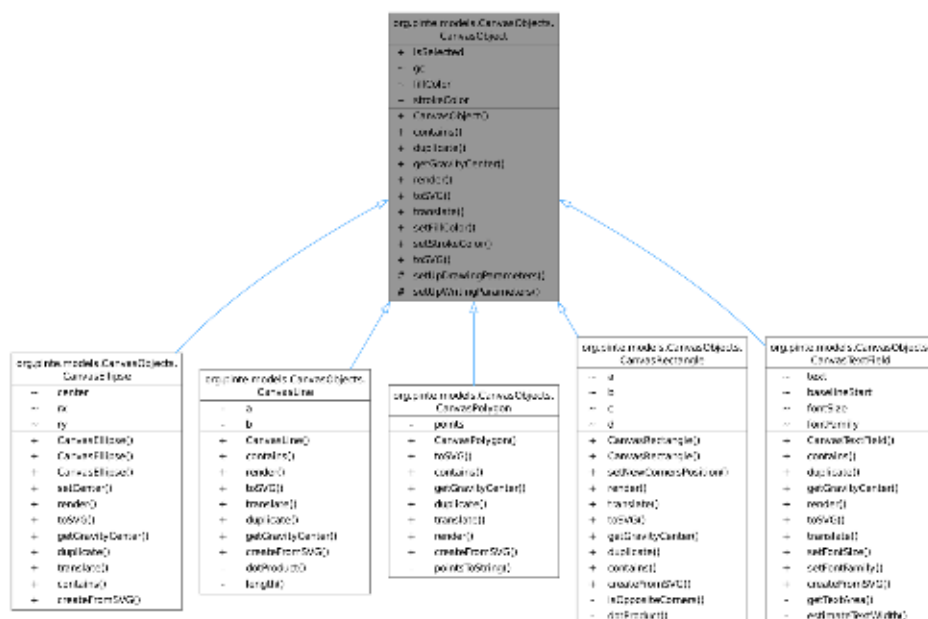 org.pinte.models.CanvasObjects.
CanvasObject
+ isSelected
~ gc
~ fillColor
~ strokeColor
+ CanvasObject()
+ contains()
+ duplicate()
+ getGravityCenter()
+ render()
+ toSVG()
+ translate()
+ setFillColor()
+ setStrokeColor()
+ toSVG()
# setUpDrawingParameters()
# setUpWritingParameters()
org.pinte.models.CanvasObjects.
CanvasEllipse
~ center
~ rx
~ ry
+ CanvasEllipse()
+ CanvasEllipse()
+ CanvasEllipse()
+ setCenter()
+ render()
+ toSVG()
+ getGravityCenter()
+ duplicate()
+ translate()
+ contains()
+ createFromSVG()
org.pinte.models.CanvasObjects.
CanvasLine
- a
- b
+ CanvasLine()
+ contains()
+ render()
+ toSVG()
+ translate()
+ duplicate()
+ getGravityCenter()
+ createFromSVG()
- dotProduct()
- length()
org.pinte.models.CanvasObjects.
CanvasPolygon
- points
+ CanvasPolygon()
+ toSVG()
+ contains()
+ getGravityCenter()
+ duplicate()
+ translate()
+ render()
+ createFromSVG()
- pointsToString()
org.pinte.models.CanvasObjects.
CanvasRectangle
~ a
~ b
~ c
~ d
+ CanvasRectangle()
+ CanvasRectangle()
+ setNewCornersPosition()
+ render()
+ translate()
+ toSVG()
+ getGravityCenter()
+ duplicate()
+ contains()
+ createFromSVG()
- isOppositeCorners()
- dotProduct()
org.pinte.models.CanvasObjects
CanvasTextField
~ text
~ baselineStart
~ fontSize
~ fontFamily
+ CanvasTextField()
+ contains()
+ duplicate()
+ getGravityCenter()
+ render()
+ toSVG()
+ translate()
+ setFontSize()
+ setFontFamily()
+ createFromSVG()
- getTextArea()
- estimateTextWidth()